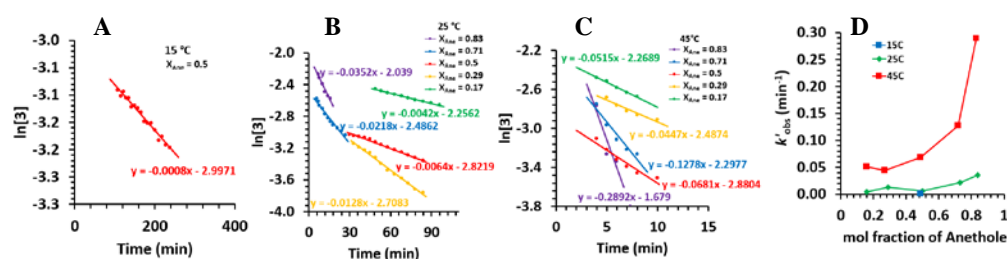 A
15 °C
X_Ane = 0.5
y = -0.0008x - 2.9971
-3.0
-3.1
-3.1
-3.2
-3.2
-3.3
ln[3]
0 200 400
Time (min)
B
25 °C
X_Ane = 0.83
X_Ane = 0.71
X_Ane = 0.5
X_Ane = 0.29
X_Ane = 0.17
y = -0.0352x - 2.039
y = -0.0042x - 2.2562
y = -0.0218x - 2.4862
y = -0.0064x - 2.8219
y = -0.0128x - 2.7083
-2.0
-2.4
-2.8
-3.2
-3.6
-4.0
ln[3]
0 30 60 90
Time (min)
C
45°C
X_Ane = 0.83
X_Ane = 0.71
X_Ane = 0.5
X_Ane = 0.29
X_Ane = 0.17
y = -0.0515x - 2.2689
y = -0.0447x - 2.4874
y = -0.1278x - 2.2977
y = -0.0681x - 2.8804
y = -0.2892x - 1.679
-2.2
-2.6
-3.0
-3.4
-3.8
ln[3]
0 5 10 15
Time (min)
D
15C
25C
45C
0.30
0.25
0.20
0.15
0.10
0.05
0.00
k'obs (min⁻¹)
0 0.2 0.4 0.6 0.8 1
mol fraction of Anethole